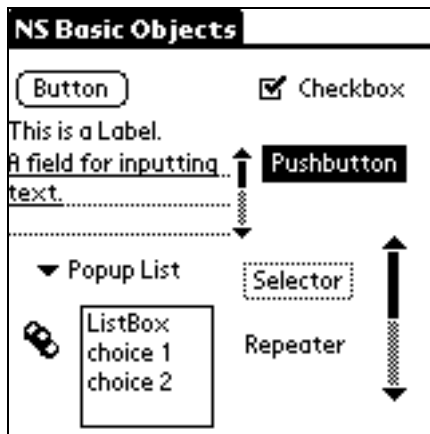 NS Basic Objects
Button
Checkbox
This is a Label.
A field for inputting
text.
Pushbutton
Popup List
Selector
ListBox
choice 1
choice 2
Repeater